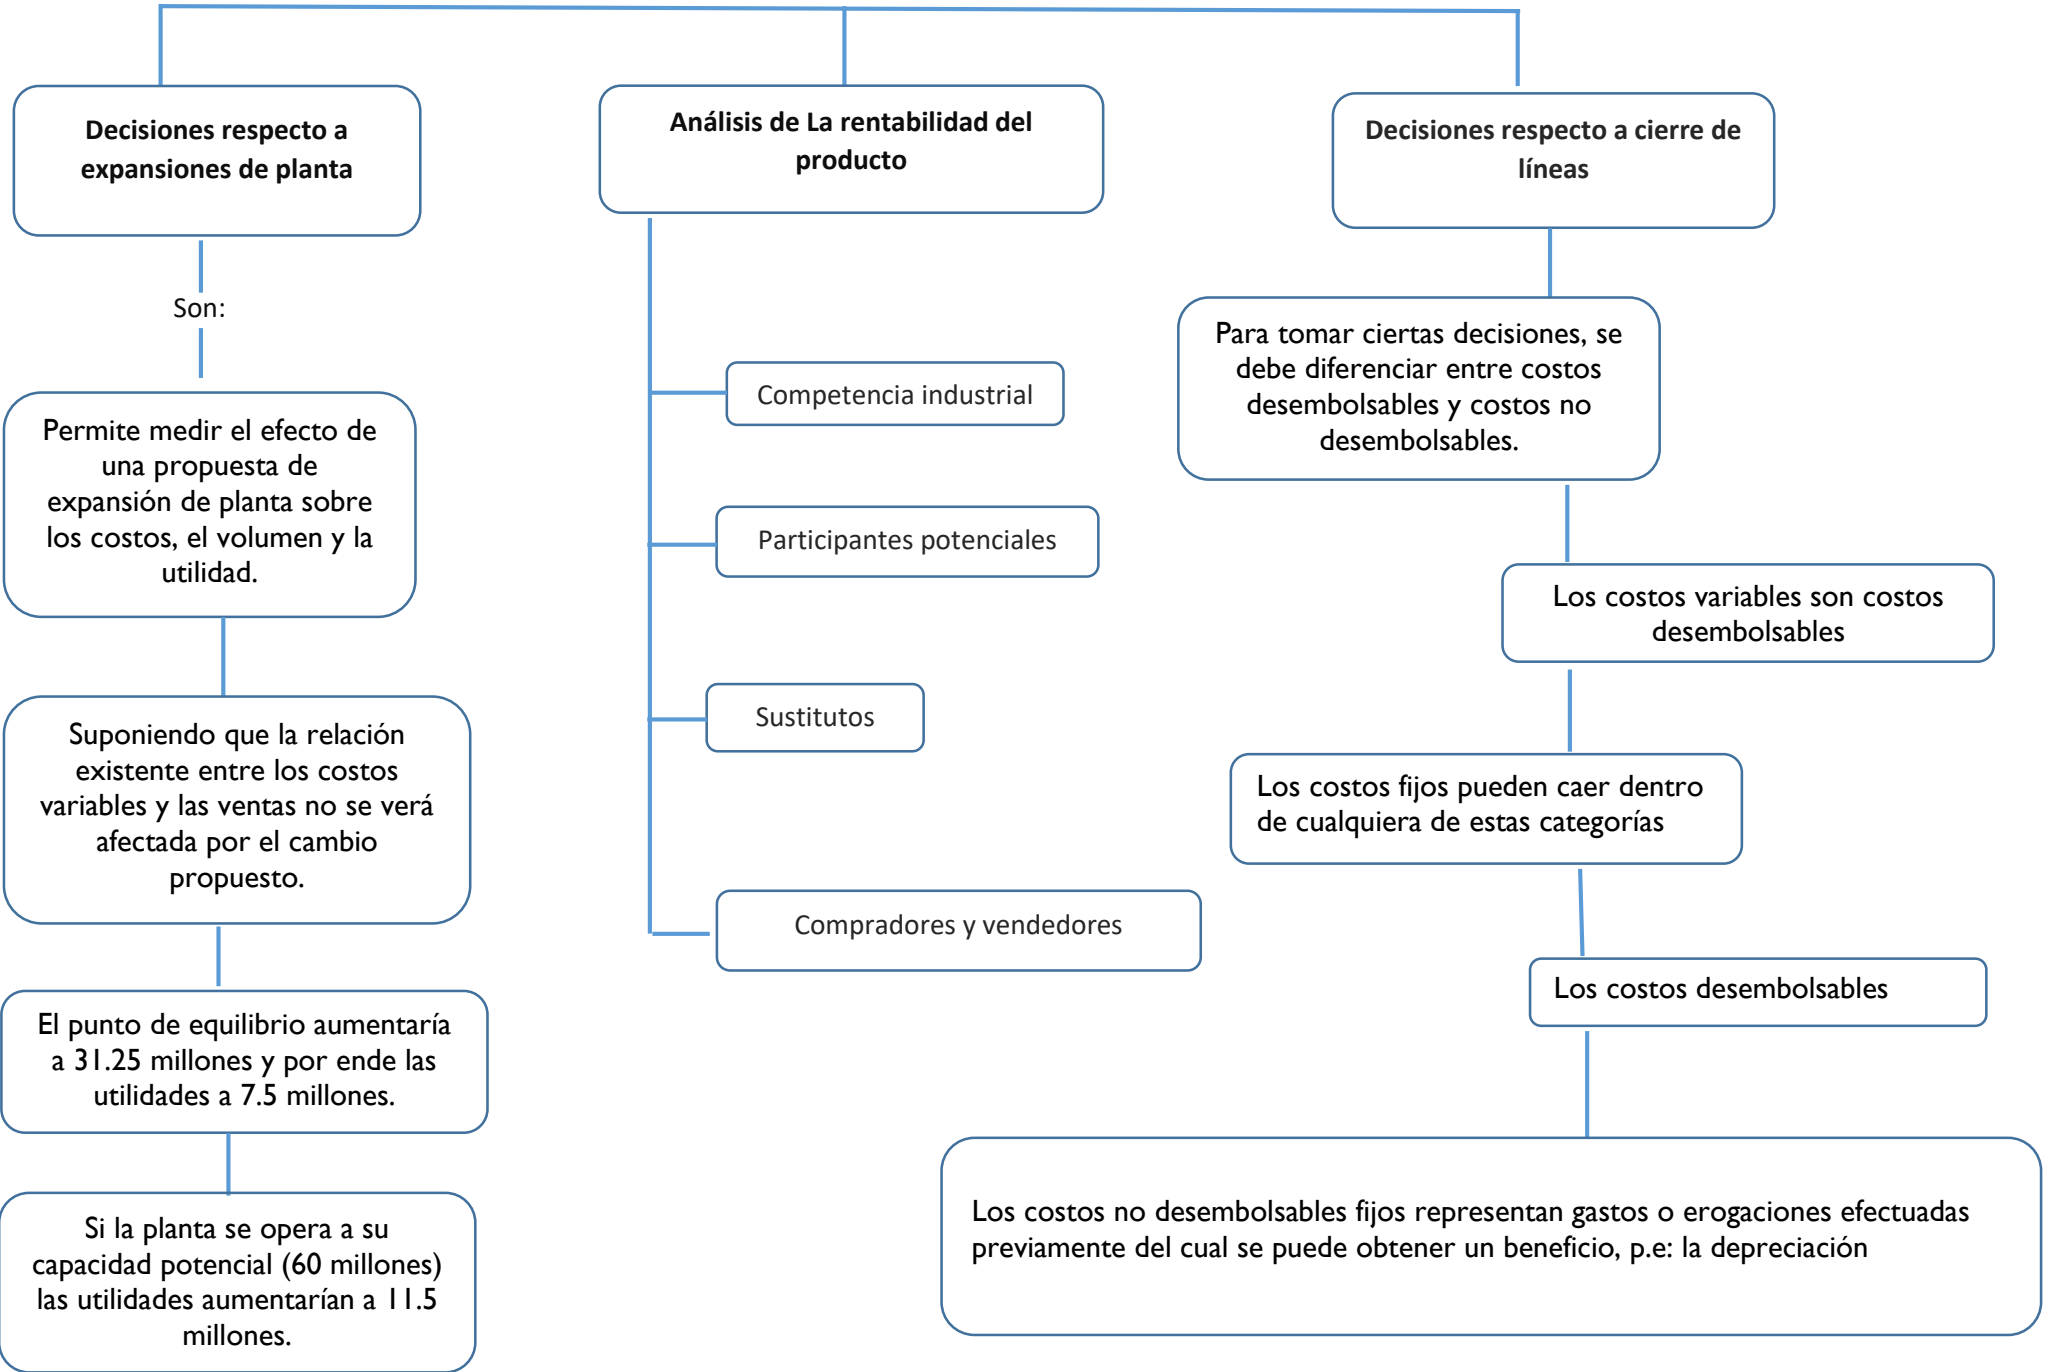 Decisiones respecto a
expansiones de planta
Son:
Permite medir el efecto de
una propuesta de
expansión de planta sobre
los costos, el volumen y la
utilidad.
Suponiendo que la relación
existente entre los costos
variables y las ventas no se verá
afectada por el cambio
propuesto.
El punto de equilibrio aumentaría
a 31.25 millones y por ende las
utilidades a 7.5 millones.
Si la planta se opera a su
capacidad potencial (60 millones)
las utilidades aumentarían a 11.5
millones.
Análisis de La rentabilidad del
producto
Competencia industrial
Participantes potenciales
Sustitutos
Compradores y vendedores
Decisiones respecto a cierre de
líneas
Para tomar ciertas decisiones, se
debe diferenciar entre costos
desembolsables y costos no
desembolsables.
Los costos variables son costos
desembolsables
Los costos fijos pueden caer dentro
de cualquiera de estas categorías
Los costos desembolsables
Los costos no desembolsables fijos representan gastos o erogaciones efectuadas
previamente del cual se puede obtener un beneficio, p.e: la depreciación